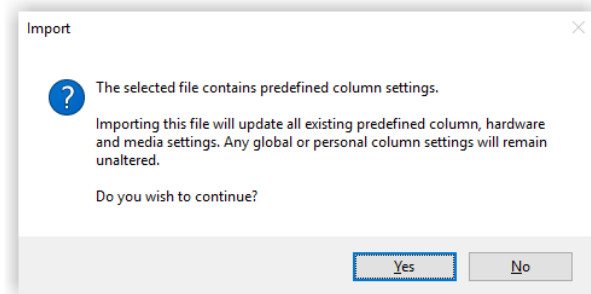 Import
The selected file contains predefined column settings.
Importing this file will update all existing predefined column, hardware
and media settings. Any global or personal column settings will remain
unaltered.
Do you wish to continue?
Yes
No